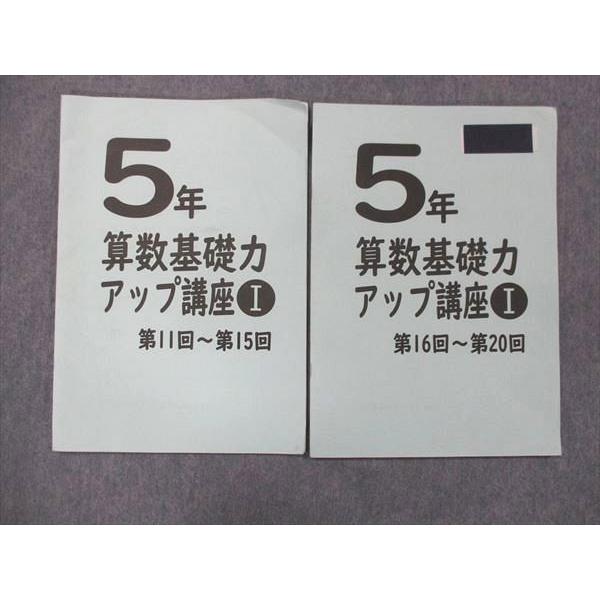 5年
算数基礎力
アップ講座I
第11回～第15回
5年
算数基礎力
アップ講座I
第16回～第20回